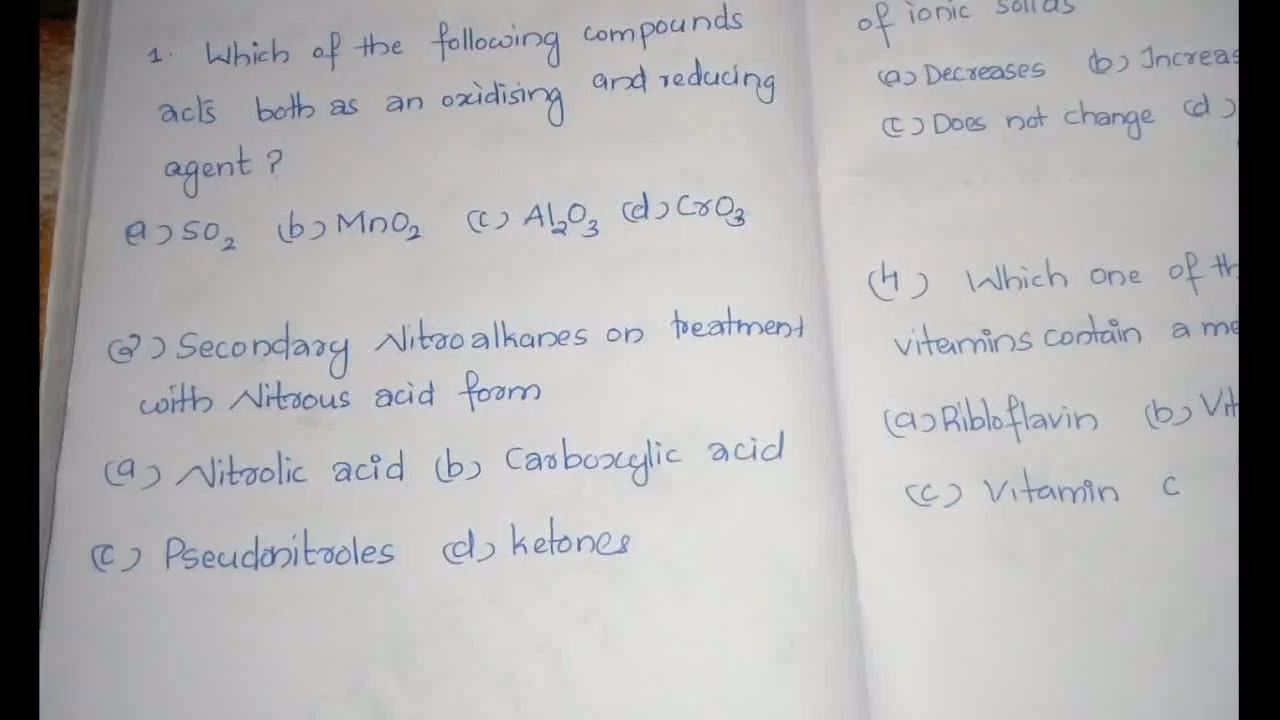 1. Which of the following compounds
acts both as an oxidising and reducing
agent ?
a) SO2 (b) MnO2 (c) Al2O3 (d) CrO3
(2) Secondary Nitroalkanes on treatment
with Nitrous acid form
(a) Nitrolic acid (b) Carboxcylic acid
(c) Pseudonitroles (d) ketones
of ionic solids
(a) Decreases (b) Increas
(c) Does not change (d)
(4) Which one of th
vitamins contain a me
(a) Ribloflavin (b) Vit
(c) Vitamin C